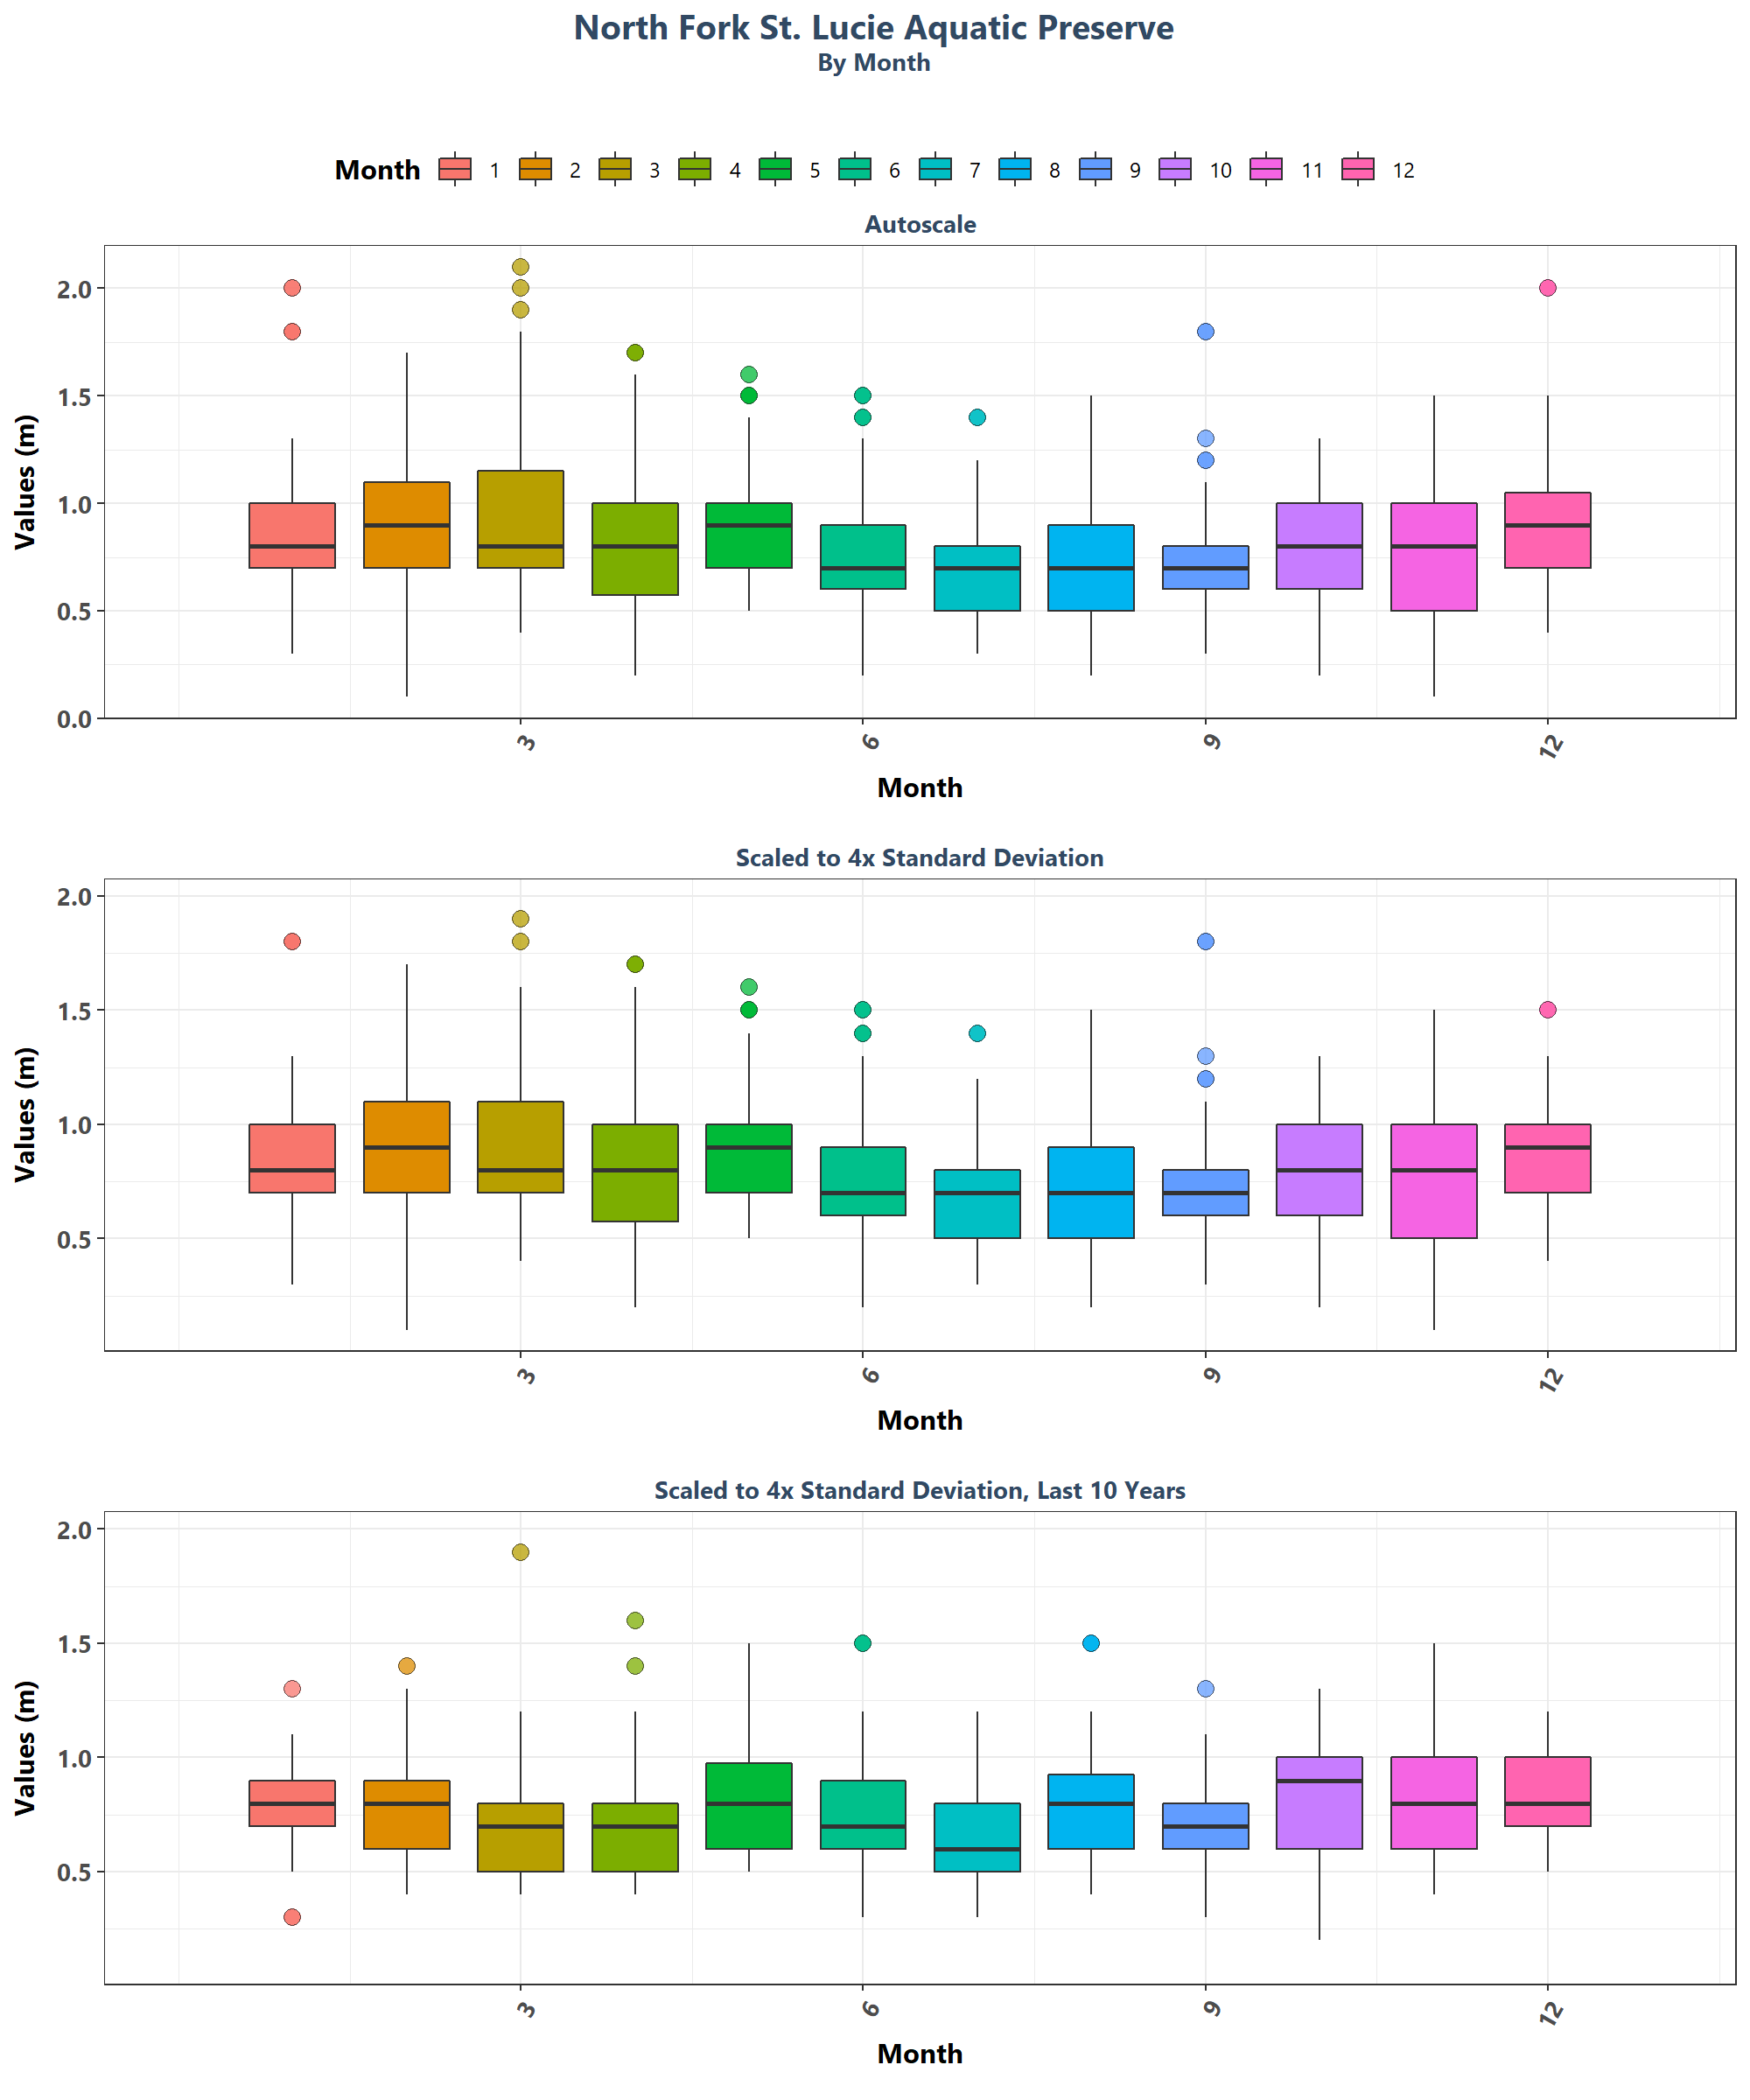 North Fork St. Lucie Aquatic Preserve
By Month
Month 1 2 3 4 5 6 7 8 9 10 11 12
Autoscale
Values (m)
2.0
1.5
1.0
0.5
0.0
3 6 9 12
Month
Scaled to 4x Standard Deviation
Values (m)
2.0
1.5
1.0
0.5
3 6 9 12
Month
Scaled to 4x Standard Deviation, Last 10 Years
Values (m)
2.0
1.5
1.0
0.5
3 6 9 12
Month